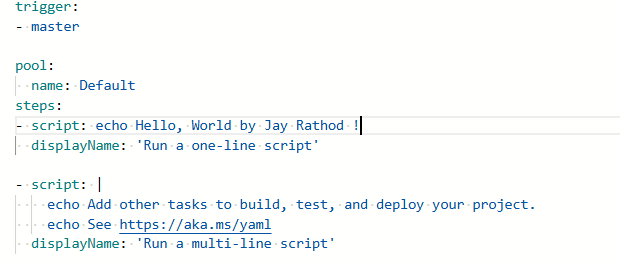 trigger:
- master
pool:
name: Default
steps:
- script: echo Hello, World by Jay Rathod !
displayName: 'Run a one-line script'
- script: |
echo Add other tasks to build, test, and deploy your project.
echo See https://aka.ms/yaml
displayName: 'Run a multi-line script'